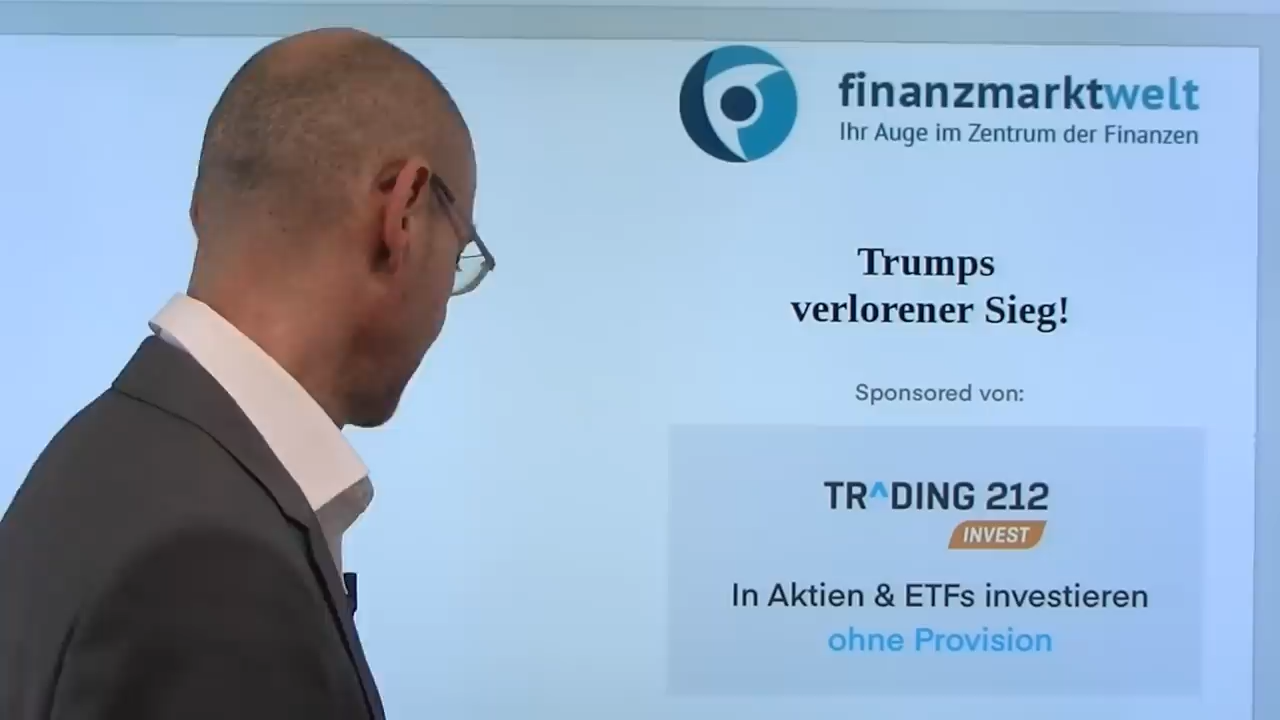 finanzmarktwelt
Ihr Auge im Zentrum der Finanzen
Trumps
verlorener Sieg!
Sponsored von:
TR^DING 212
INVEST
In Aktien & ETFs investieren
ohne Provision